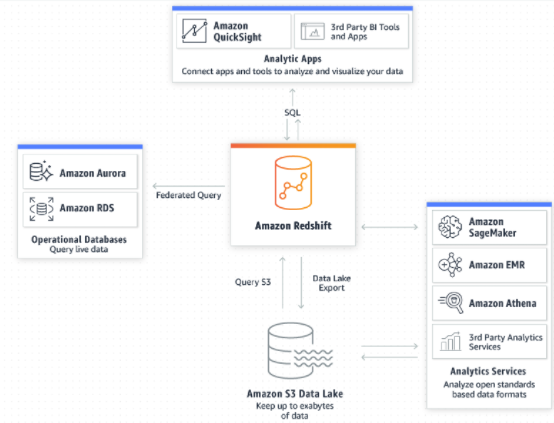 Amazon
QuickSight
3rd Party BI Tools
and Apps
Analytic Apps
Connect apps and tools to analyze and visualize your data
SQL
Amazon Aurora
Amazon RDS
Operational Databases
Query live data
Federated Query
Amazon Redshift
Query S3
Data Lake
Export
Amazon S3 Data Lake
Keep up to exabytes
of data
Amazon
SageMaker
Amazon EMR
Amazon Athena
3rd Party Analytics
Services
Analytics Services
Analyze open standards
based data formats